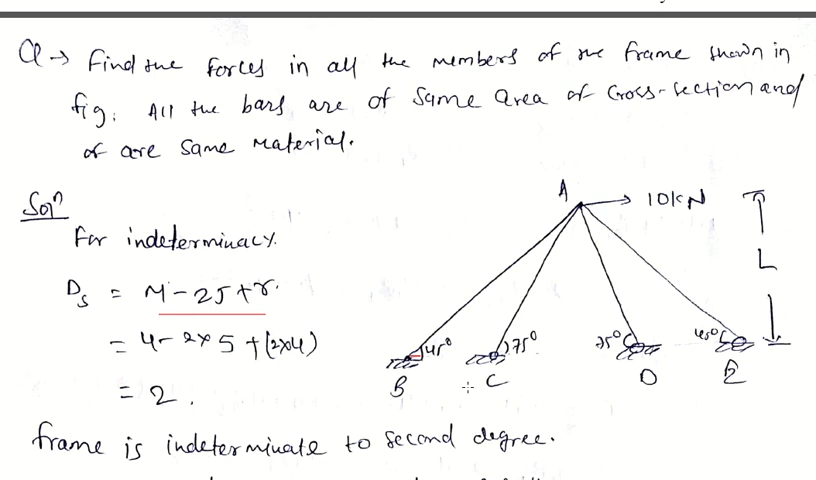 Q → Find the forces in all the members of the frame shown in
fig. All the bars are of same area of cross-section and
of are same material.
Solⁿ
For indeterminacy.
Ds = M - 2J + r.
= 4 - 2×5 + (2×4)
= 2.
A
10KN
L
45°
75°
75°
45°
B
C
D
E
frame is indeterminate to second degree.